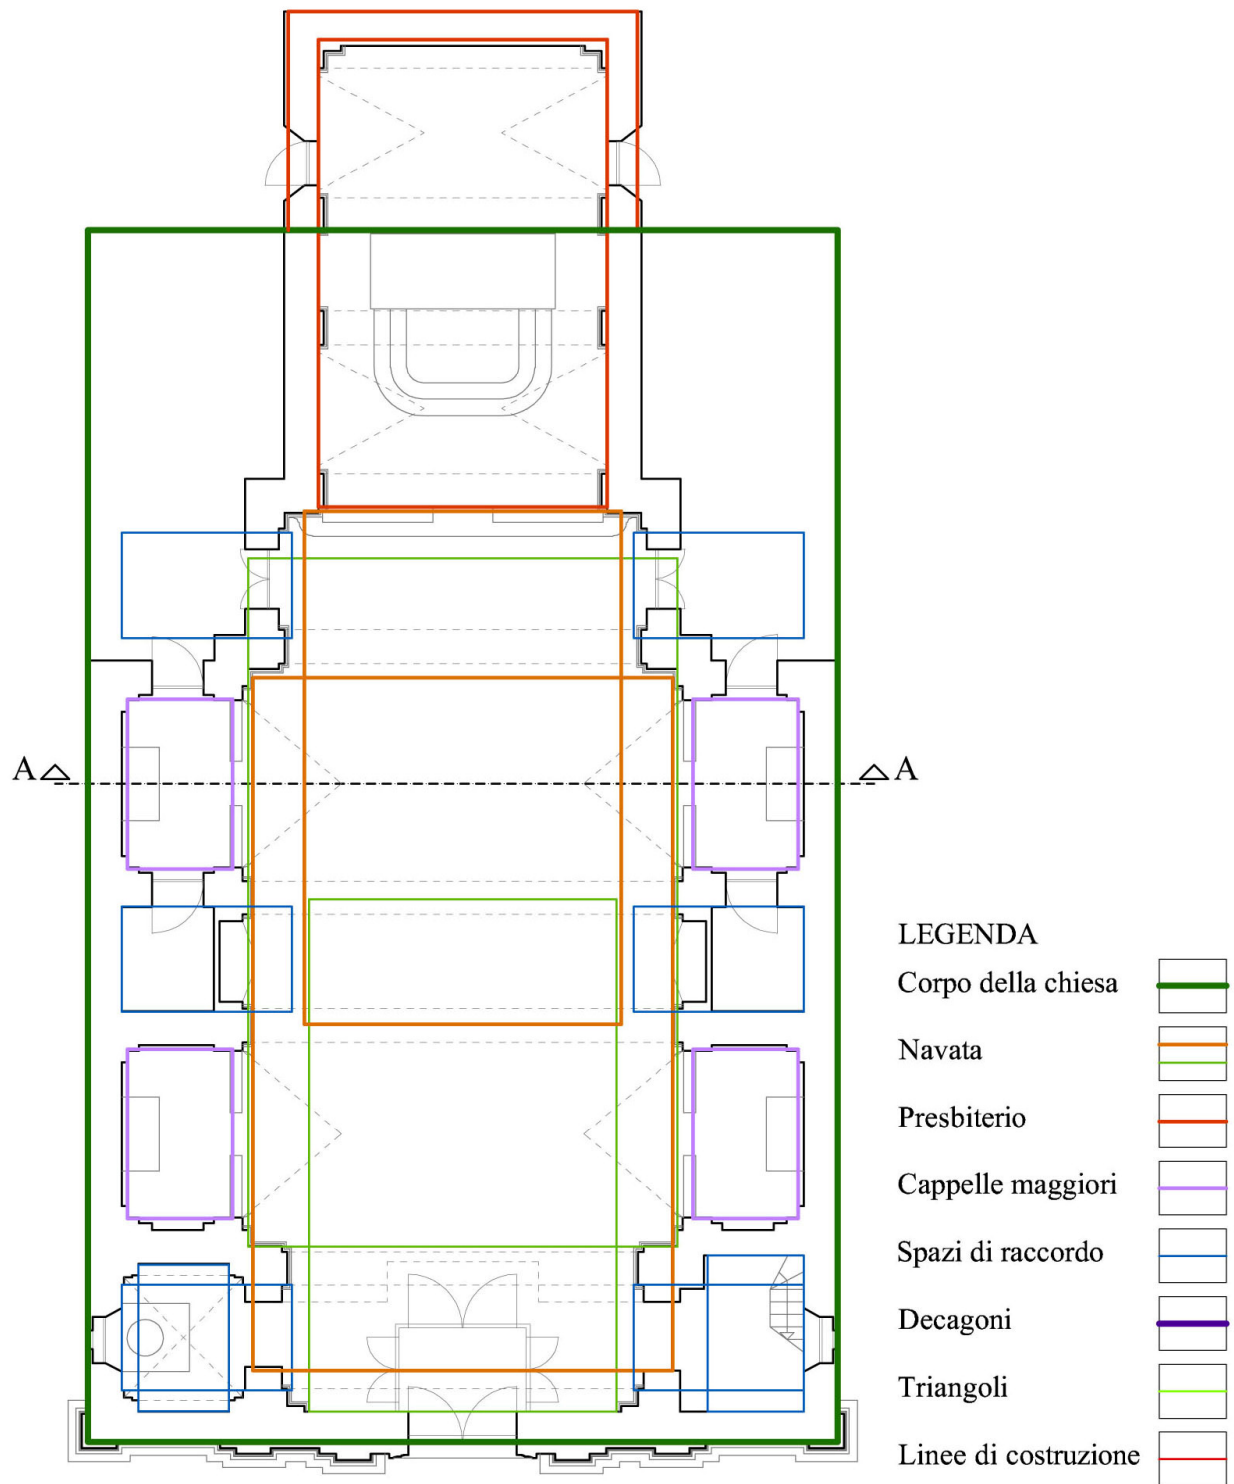 A A
LEGENDA
Corpo della chiesa
Navata
Presbiterio
Cappelle maggiori
Spazi di raccordo
Decagoni
Triangoli
Linee di costruzione